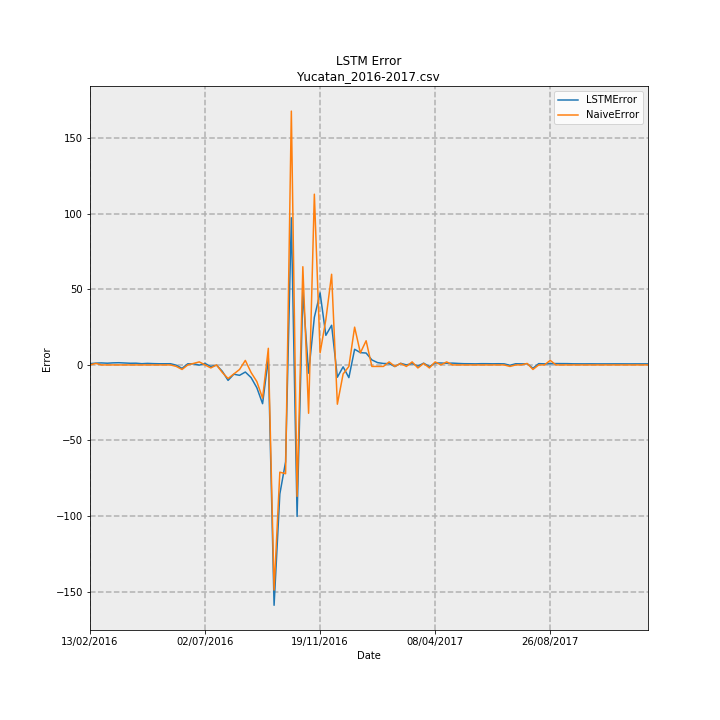 LSTM Error
Yucatan_2016-2017.csv
LSTMError
NaiveError
150
100
50
0
−50
−100
−150
Error
13/02/2016
02/07/2016
19/11/2016
08/04/2017
26/08/2017
Date